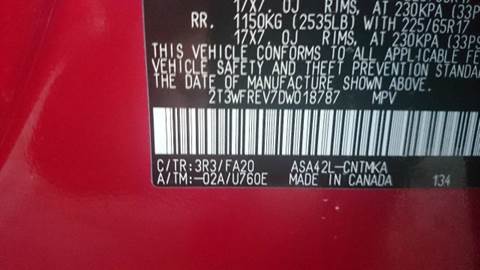 17X7. 0J RIMS, AT 230KPA (33P
RR. 1150KG (2535LB) WITH 225/65R17
17X7. 0J RIMS, AT 230KPA (33PS
THIS VEHICLE CONFORMS TO ALL APPLICABLE FE
VEHICLE SAFETY AND THEFT PREVENTION STANDA
THE DATE OF MANUFACTURE SHOWN ABOVE.
2T3WFREV7DW018787 MPV
C/TR:3R3/FA20 ASA42L-CNTMKA
A/TM:-02A/U760E MADE IN CANADA 134